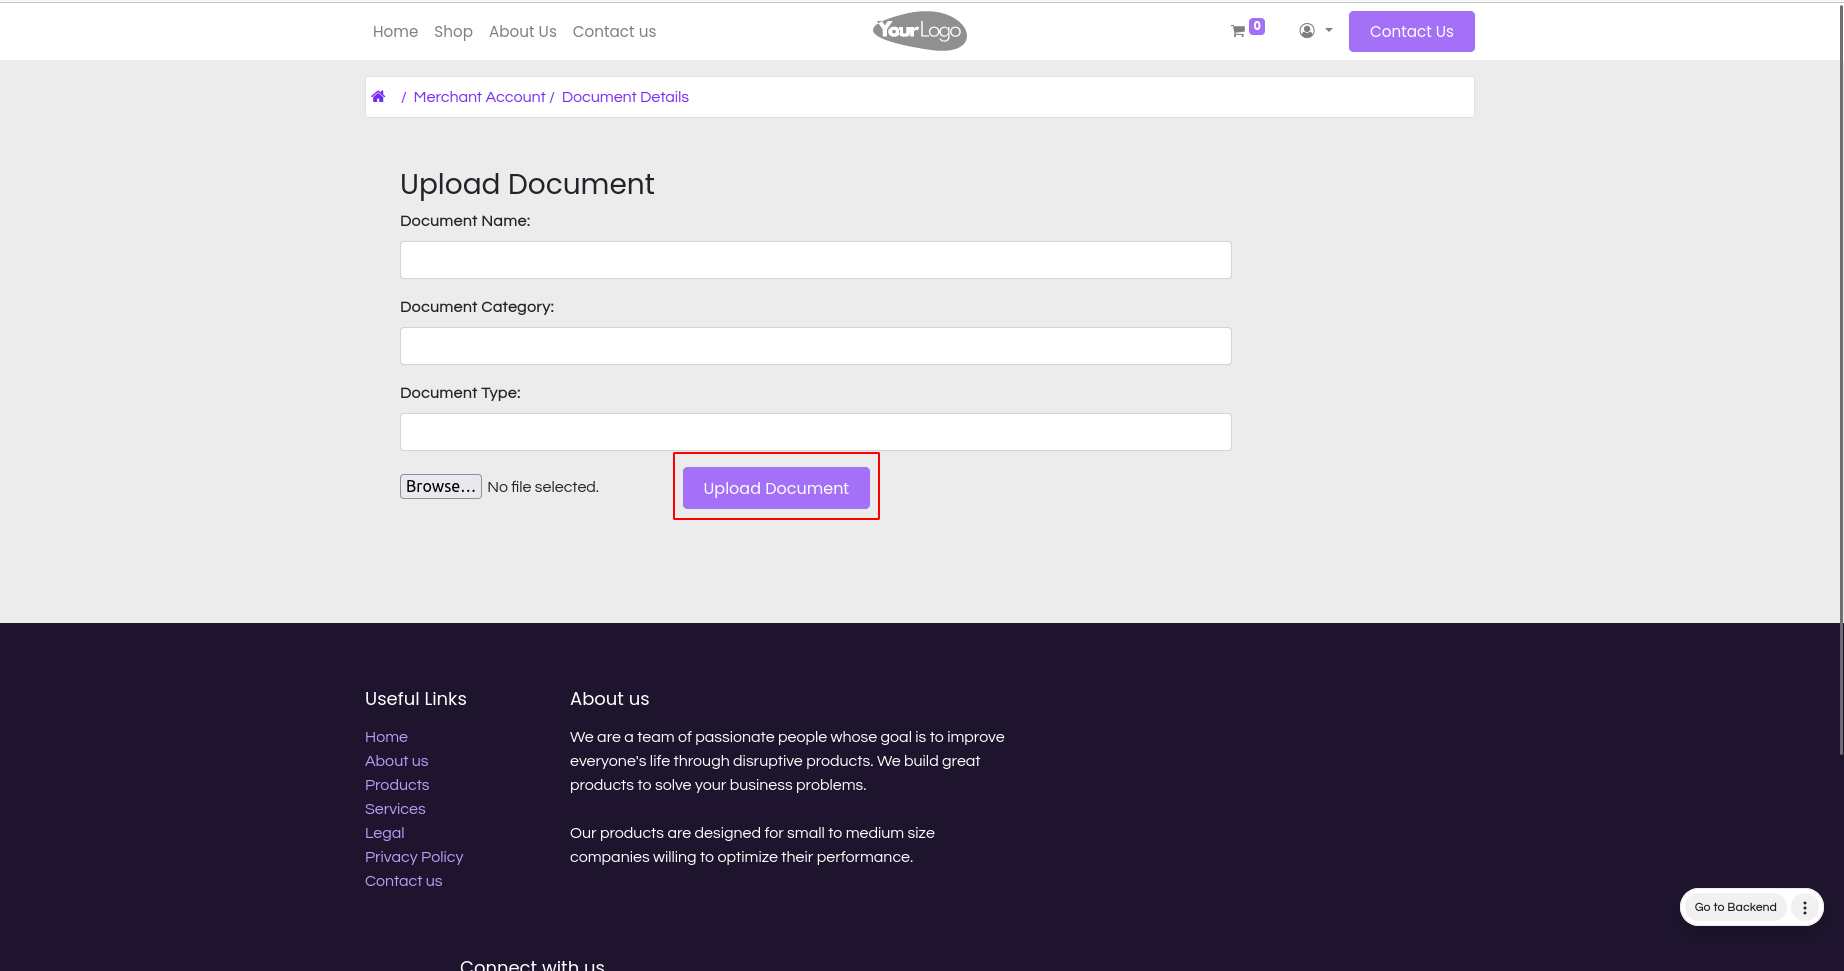 Home Shop About Us Contact us
YourLogo
0
Contact Us
/ Merchant Account / Document Details
Upload Document
Document Name:
Document Category:
Document Type:
Browse... No file selected.
Upload Document
Useful Links
Home
About us
Products
Services
Legal
Privacy Policy
Contact us
About us
We are a team of passionate people whose goal is to improve
everyone's life through disruptive products. We build great
products to solve your business problems.
Our products are designed for small to medium size
companies willing to optimize their performance.
Go to Backend
Connect with us